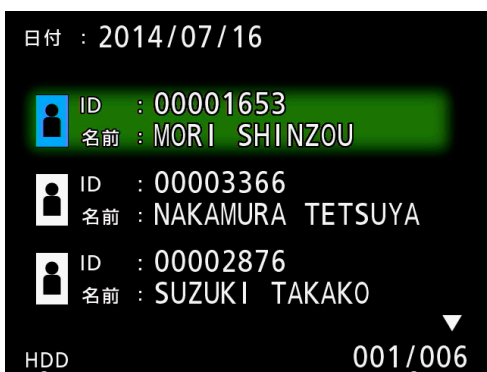 日付 : 2014/07/16
ID : 00001653
名前 : MORI SHINZOU
ID : 00003366
名前 : NAKAMURA TETSUYA
ID : 00002876
名前 : SUZUKI TAKAKO
HDD 001/006